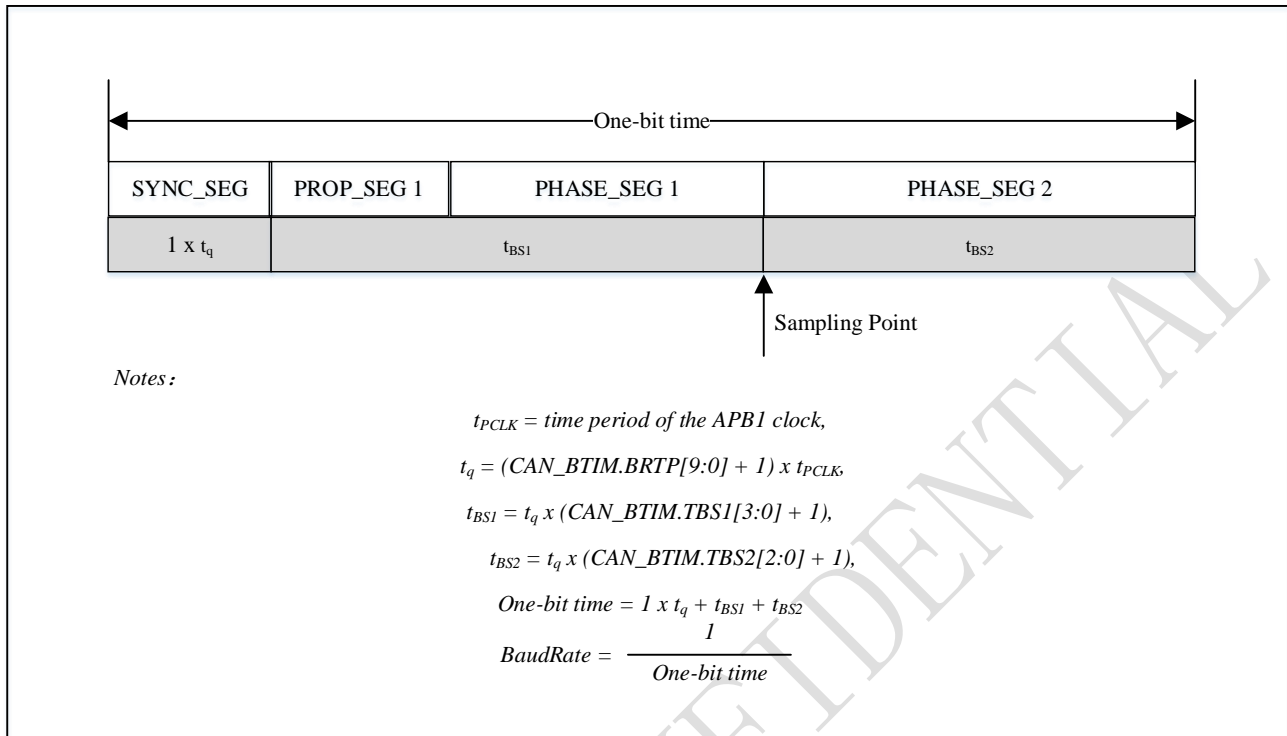 One-bit time
SYNC_SEG PROP_SEG 1 PHASE_SEG 1 PHASE_SEG 2
1 x tq tBS1 tBS2
Sampling Point
Notes：
tPCLK = time period of the APB1 clock,
tq = (CAN_BTIM.BRTP[9:0] + 1) x tPCLK,
tBS1 = tq x (CAN_BTIM.TBS1[3:0] + 1),
tBS2 = tq x (CAN_BTIM.TBS2[2:0] + 1),
One-bit time = 1 x tq + tBS1 + tBS2
BaudRate = 1
One-bit time